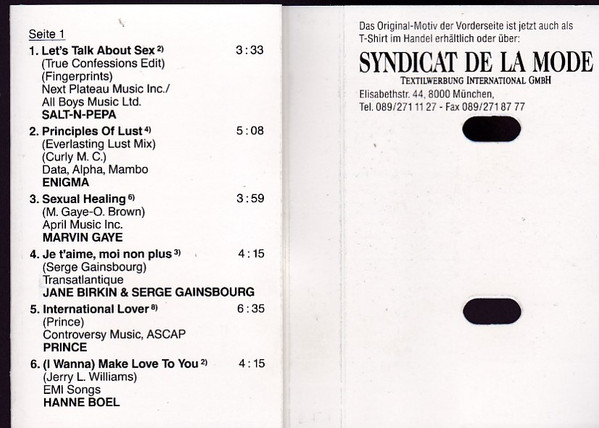 Seite 1
1. Let's Talk About Sex 2) 3:33
(True Confessions Edit)
(Fingerprints)
Next Plateau Music Inc./
All Boys Music Ltd.
SALT-N-PEPA
2. Principles Of Lust 4) 5:08
(Everlasting Lust Mix)
(Curly M. C.)
Data, Alpha, Mambo
ENIGMA
3. Sexual Healing 6) 3:59
(M. Gaye-O. Brown)
April Music Inc.
MARVIN GAYE
4. Je t'aime, moi non plus 3) 4:15
(Serge Gainsbourg)
Transatlantique
JANE BIRKIN & SERGE GAINSBOURG
5. International Lover 8) 6:35
(Prince)
Controversy Music, ASCAP
PRINCE
6. (I Wanna) Make Love To You 2) 4:15
(Jerry L. Williams)
EMI Songs
HANNE BOEL
Das Original-Motiv der Vorderseite ist jetzt auch als
T-Shirt im Handel erhältlich oder über:
SYNDICAT DE LA MODE
TEXTILWERBUNG INTERNATIONAL GMBH
Elisabethstr. 44, 8000 München,
Tel. 089/271 11 27 - Fax 089/271 87 77